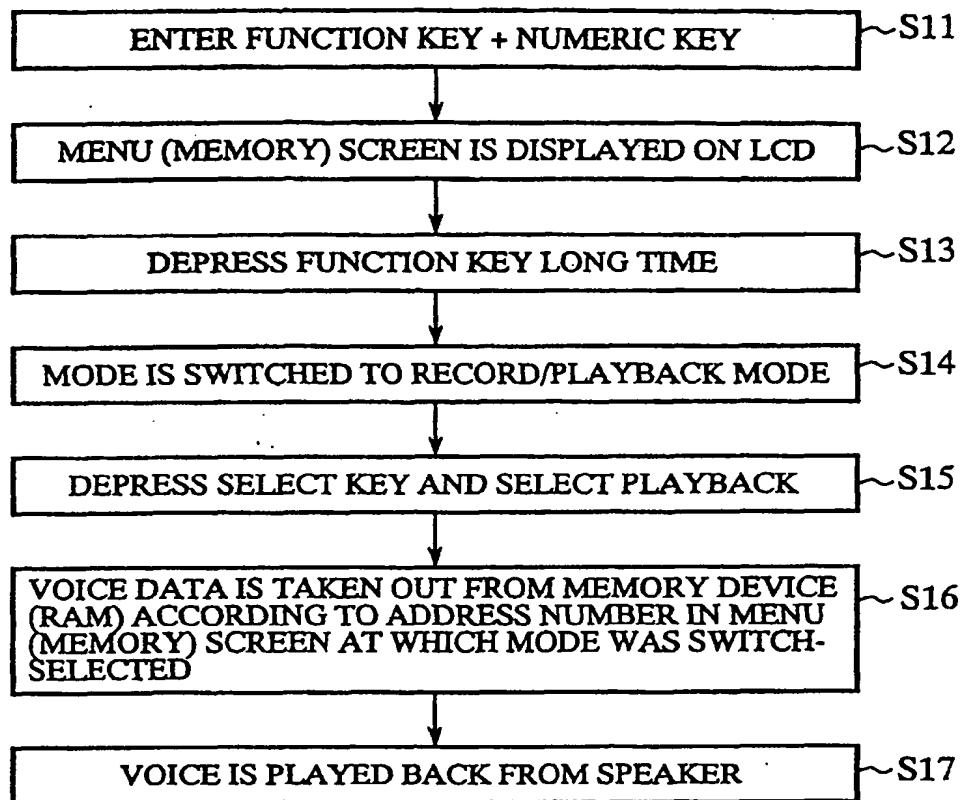 ENTER FUNCTION KEY + NUMERIC KEY
S11
MENU (MEMORY) SCREEN IS DISPLAYED ON LCD
S12
DEPRESS FUNCTION KEY LONG TIME
S13
MODE IS SWITCHED TO RECORD/PLAYBACK MODE
S14
DEPRESS SELECT KEY AND SELECT PLAYBACK
S15
VOICE DATA IS TAKEN OUT FROM MEMORY DEVICE
(RAM) ACCORDING TO ADDRESS NUMBER IN MENU
(MEMORY) SCREEN AT WHICH MODE WAS SWITCH-
SELECTED
S16
VOICE IS PLAYED BACK FROM SPEAKER
S17